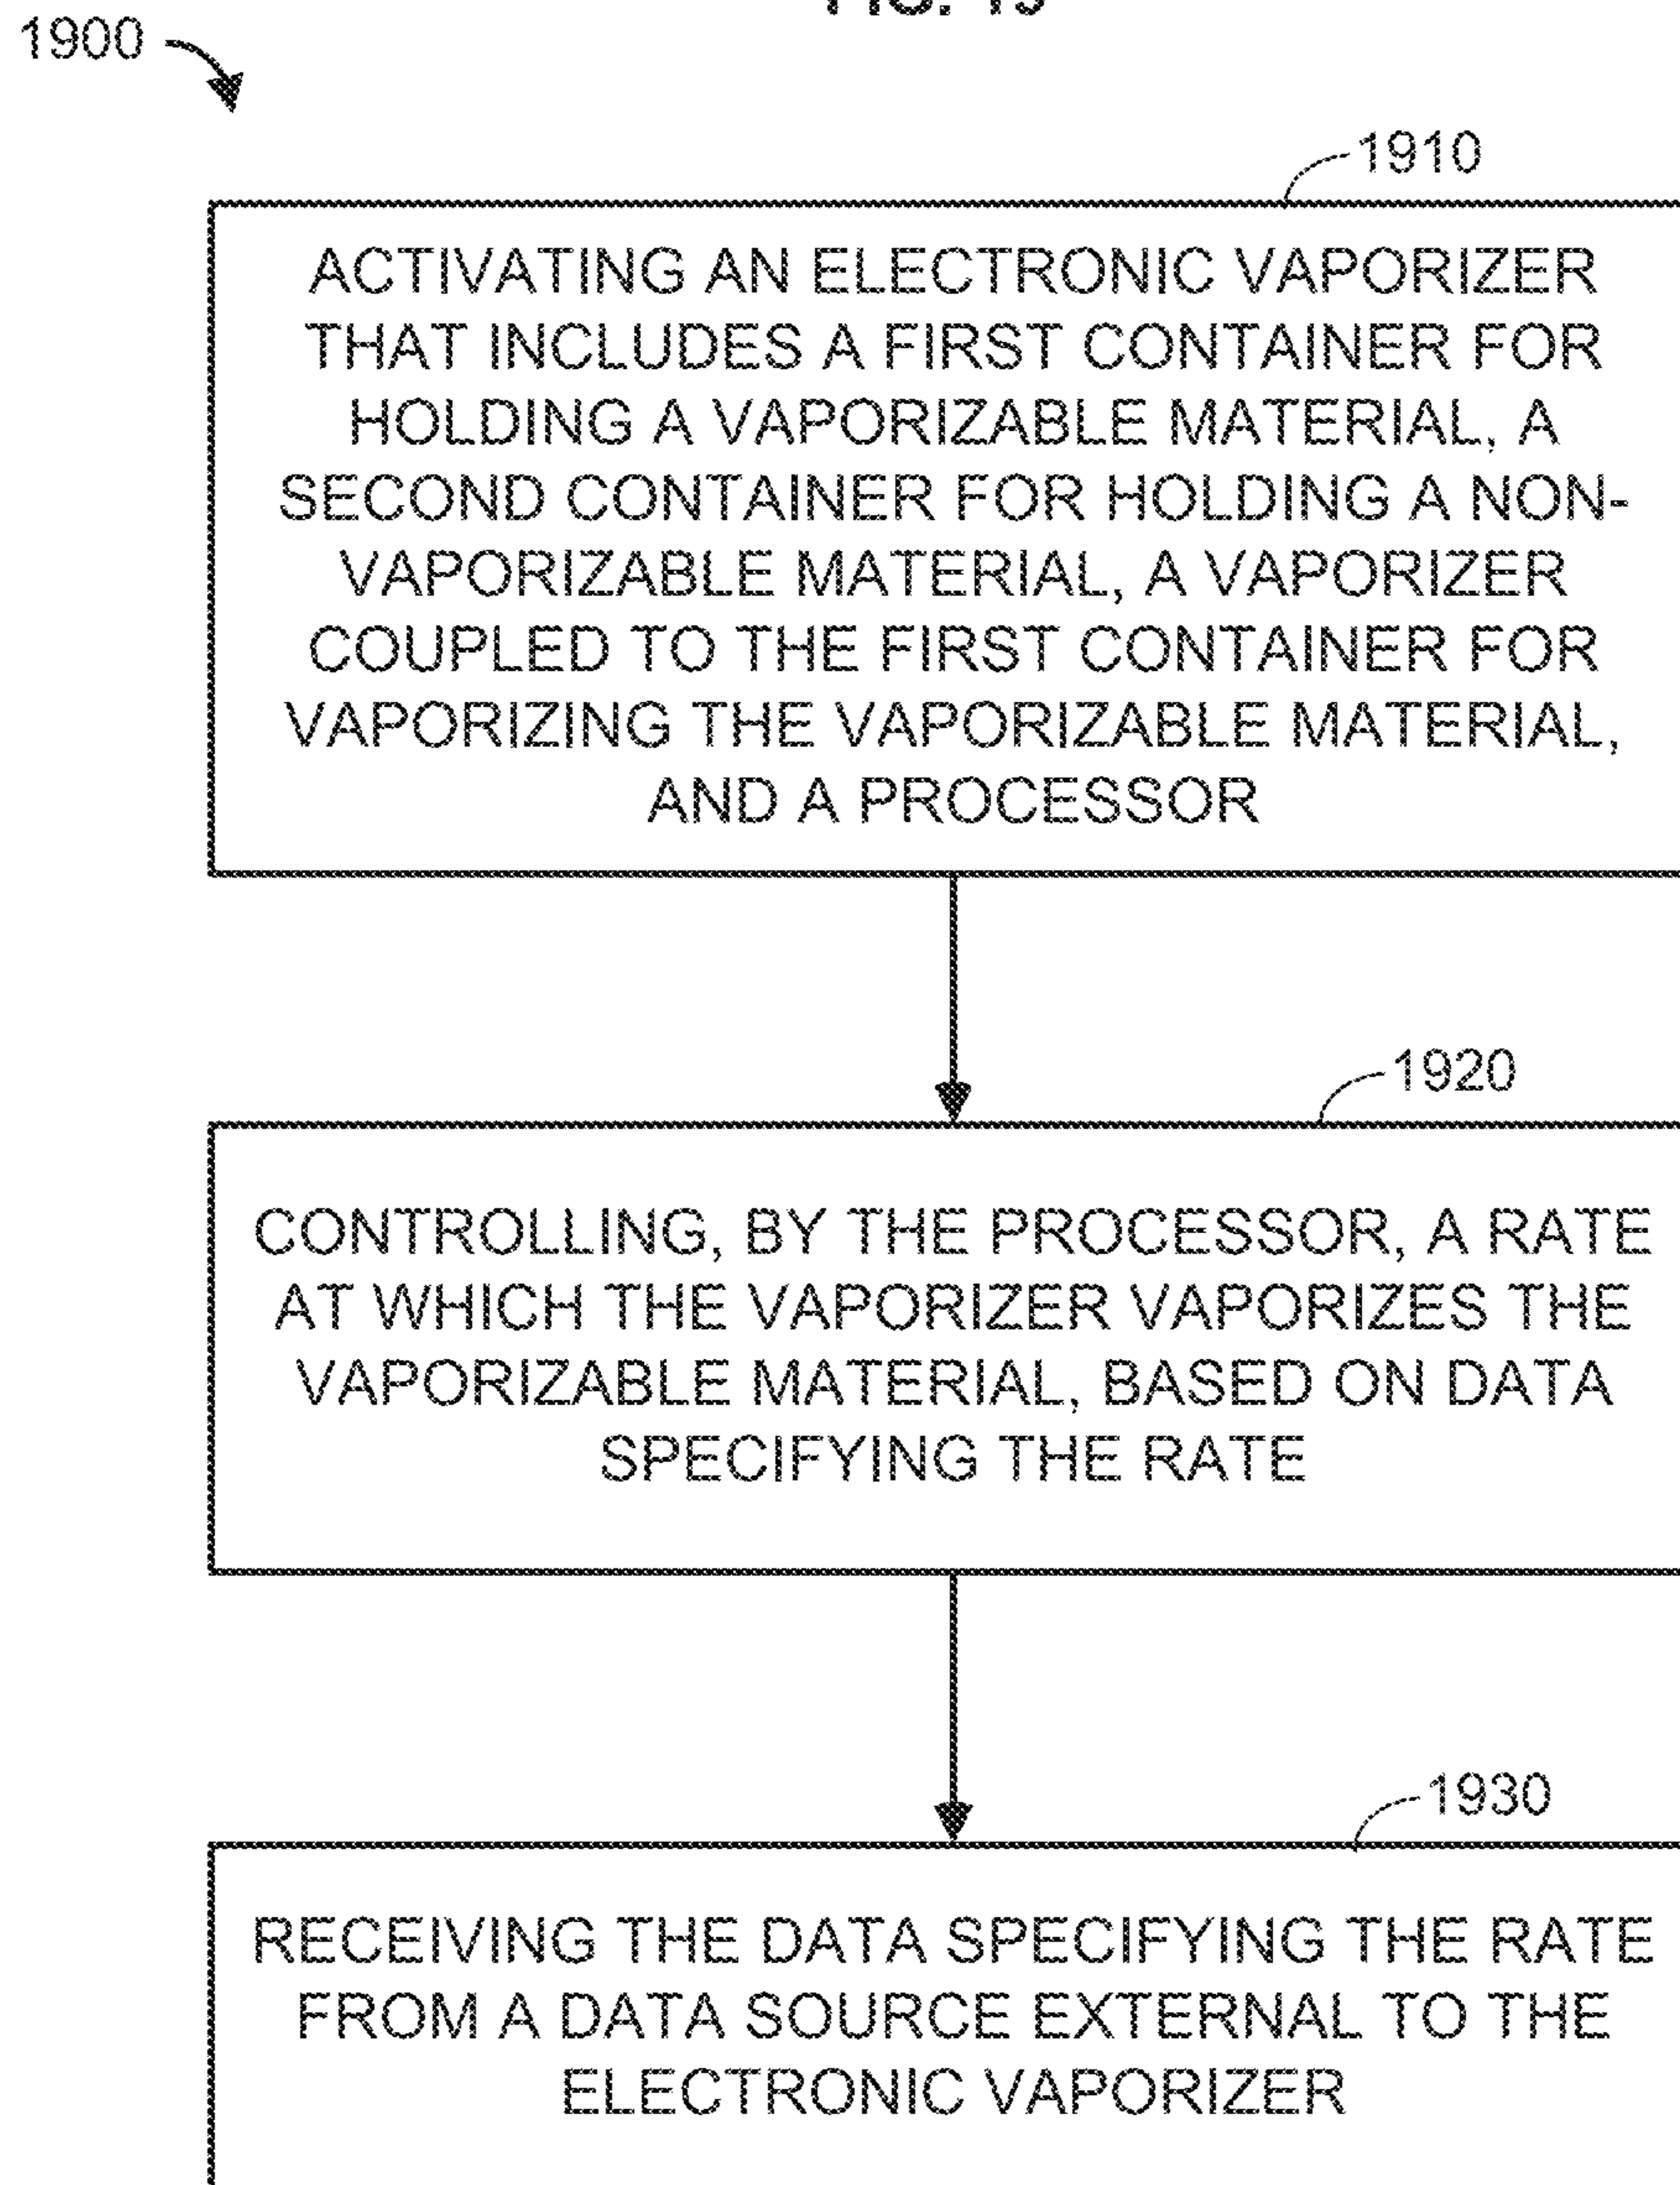 FIG. 19
1900
1910
ACTIVATING AN ELECTRONIC VAPORIZER
THAT INCLUDES A FIRST CONTAINER FOR
HOLDING A VAPORIZABLE MATERIAL, A
SECOND CONTAINER FOR HOLDING A NON-
VAPORIZABLE MATERIAL, A VAPORIZER
COUPLED TO THE FIRST CONTAINER FOR
VAPORIZING THE VAPORIZABLE MATERIAL,
AND A PROCESSOR
1920
CONTROLLING, BY THE PROCESSOR, A RATE
AT WHICH THE VAPORIZER VAPORIZES THE
VAPORIZABLE MATERIAL, BASED ON DATA
SPECIFYING THE RATE
1930
RECEIVING THE DATA SPECIFYING THE RATE
FROM A DATA SOURCE EXTERNAL TO THE
ELECTRONIC VAPORIZER